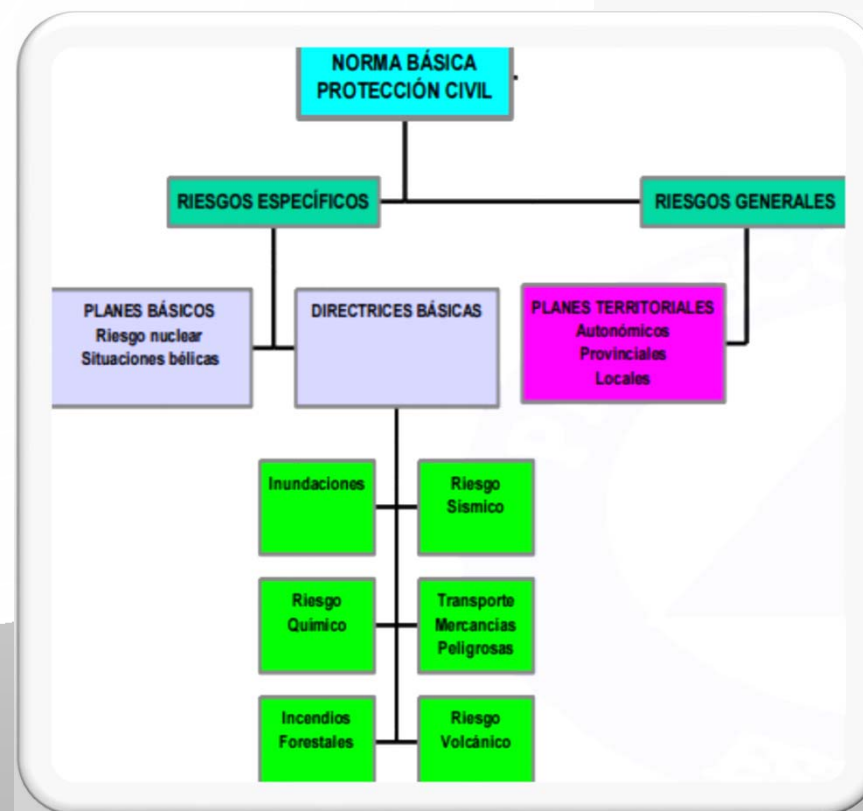 NORMA BÁSICA
PROTECCIÓN CIVIL
RIESGOS ESPECÍFICOS
RIESGOS GENERALES
PLANES BÁSICOS
Riesgo nuclear
Situaciones bélicas
DIRECTRICES BÁSICAS
PLANES TERRITORIALES
Autonómicos
Provinciales
Locales
Inundaciones
Riesgo
Sísmico
Riesgo
Químico
Transporte
Mercancías
Peligrosas
Incendios
Forestales
Riesgo
Volcánico